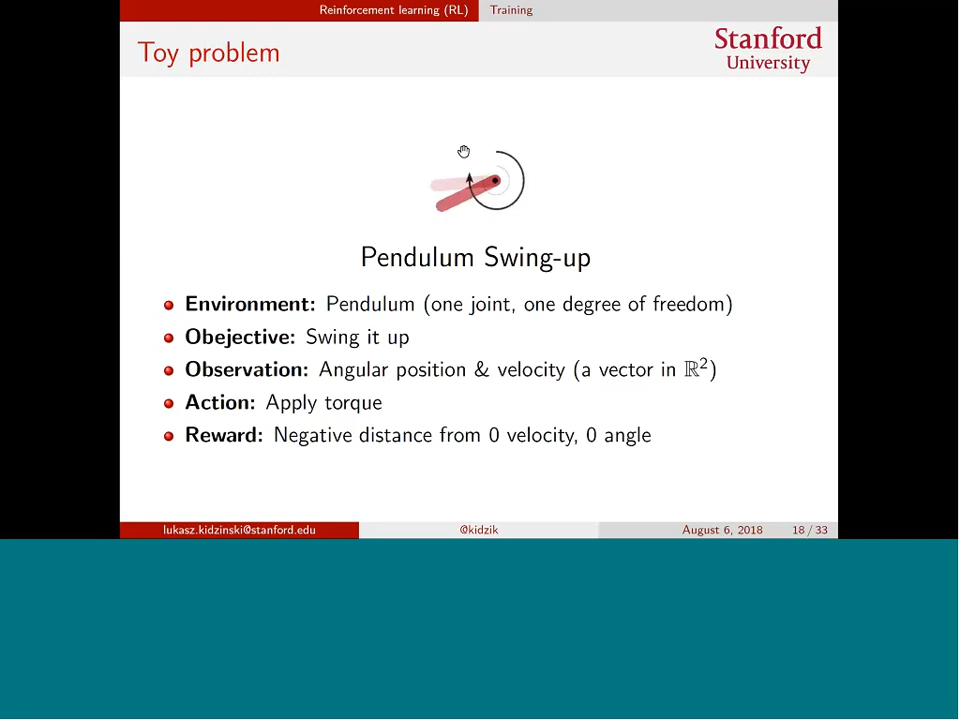 Reinforcement learning (RL) Training
Toy problem
Stanford
University
Pendulum Swing-up
Environment: Pendulum (one joint, one degree of freedom)
Obejective: Swing it up
Observation: Angular position & velocity (a vector in ℝ²)
Action: Apply torque
Reward: Negative distance from 0 velocity, 0 angle
lukasz.kidzinski@stanford.edu @kidzik August 6, 2018 18 / 33